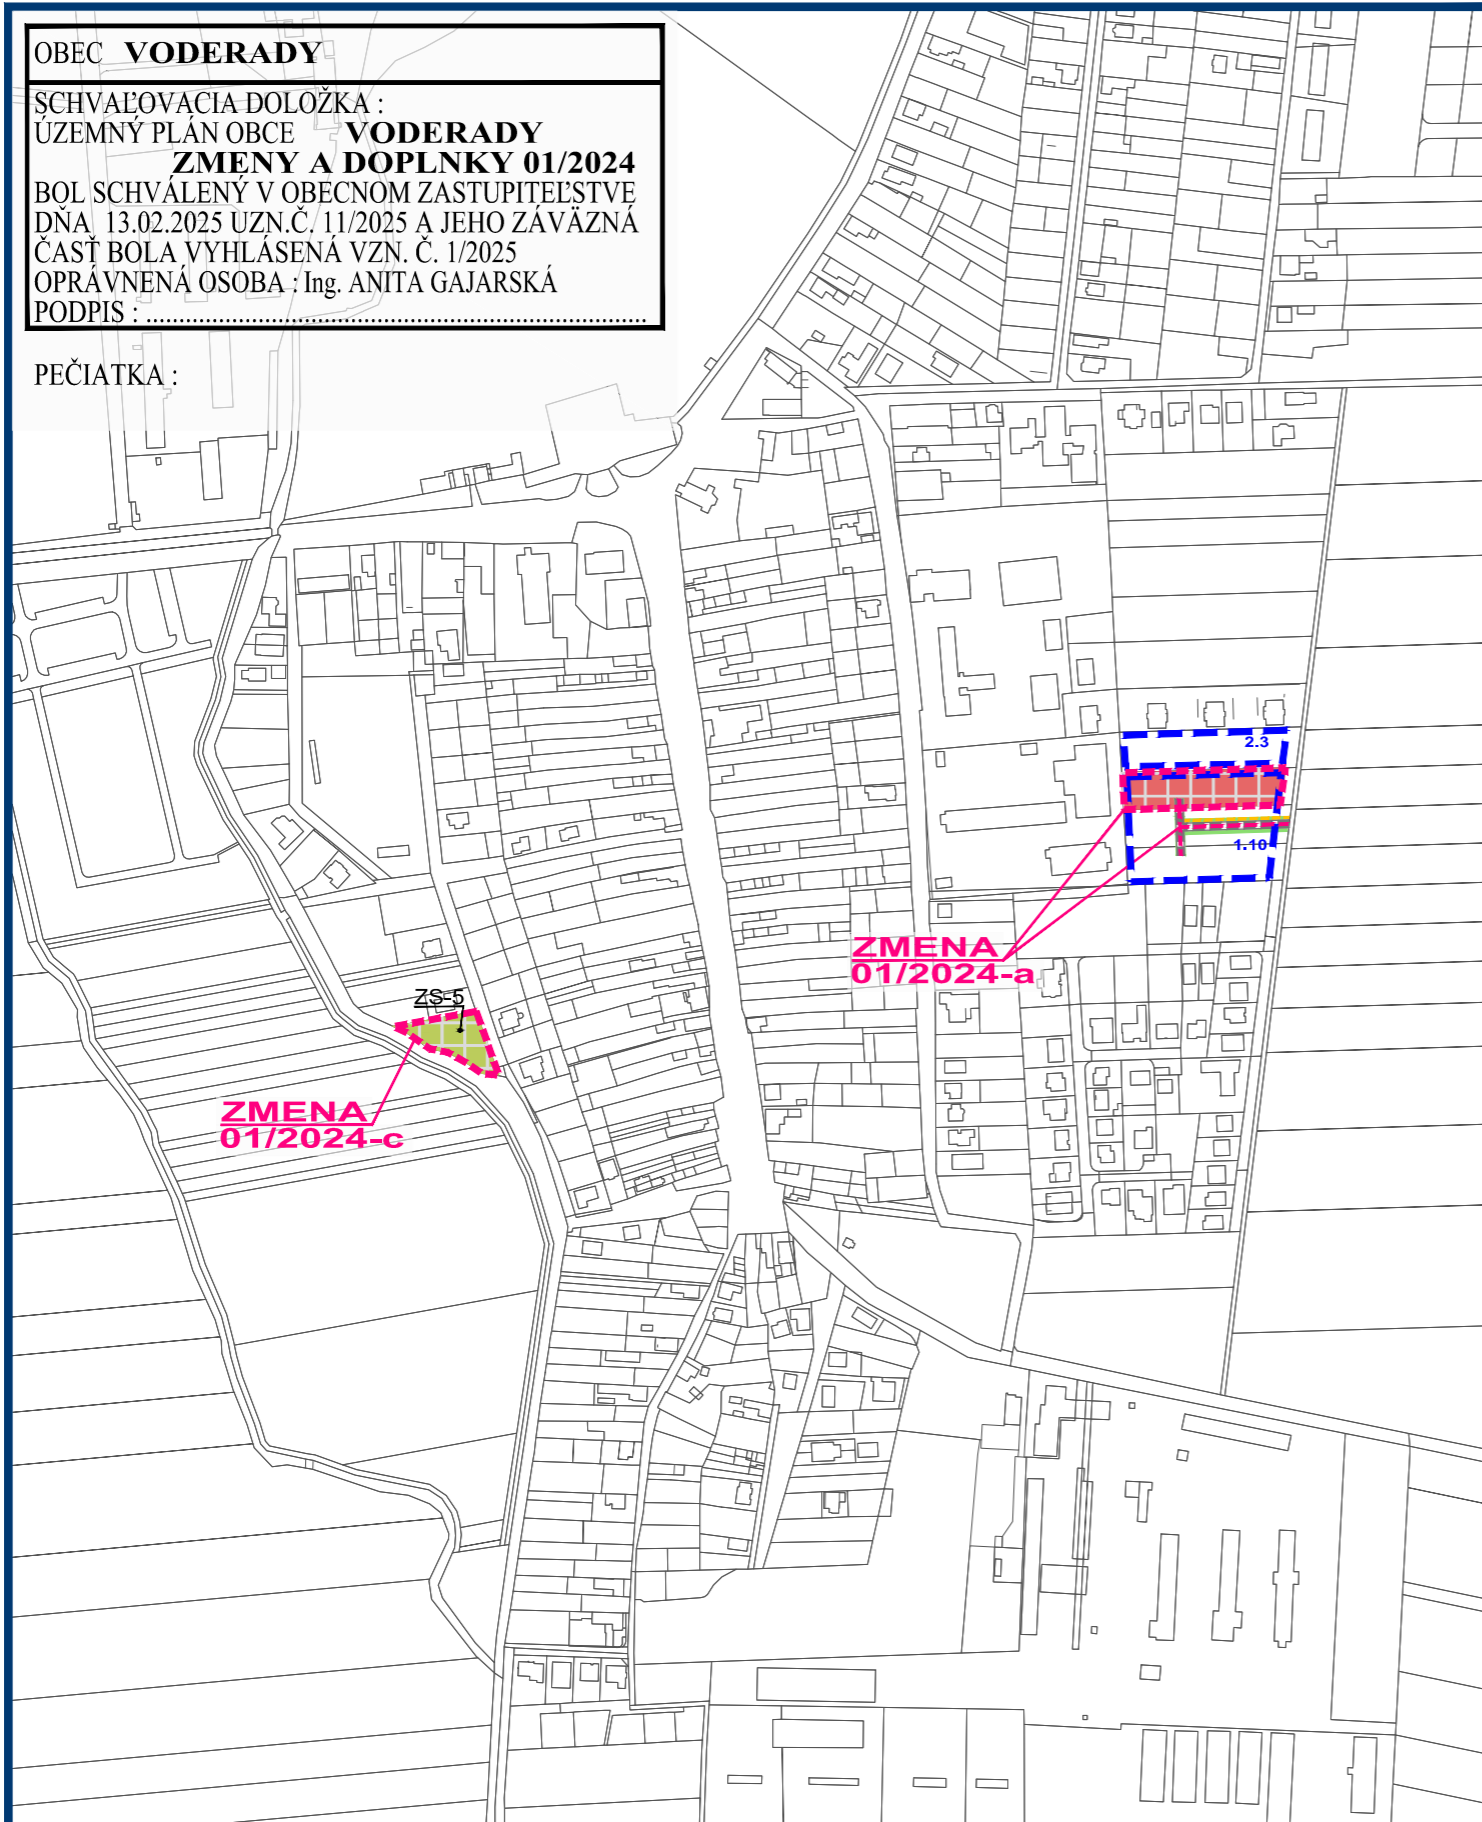 OBEC VODERADY
SCHVAĽOVACIA DOLOŽKA :
ÚZEMNÝ PLÁN OBCE VODERADY
ZMENY A DOPLNKY 01/2024
BOL SCHVÁLENÝ V OBECNOM ZASTUPITEĽSTVE
DŇA 13.02.2025 UZN.Č. 11/2025 A JEHO ZÁVÄZNÁ
ČASŤ BOLA VYHLÁSENÁ VZN. Č. 1/2025
OPRÁVNENÁ OSOBA : Ing. ANITA GAJARSKÁ
PODPIS : ..............................................................................
PEČIATKA :
2.3
1.10
ZMENA
01/2024-a
ZS-5
ZMENA
01/2024-c